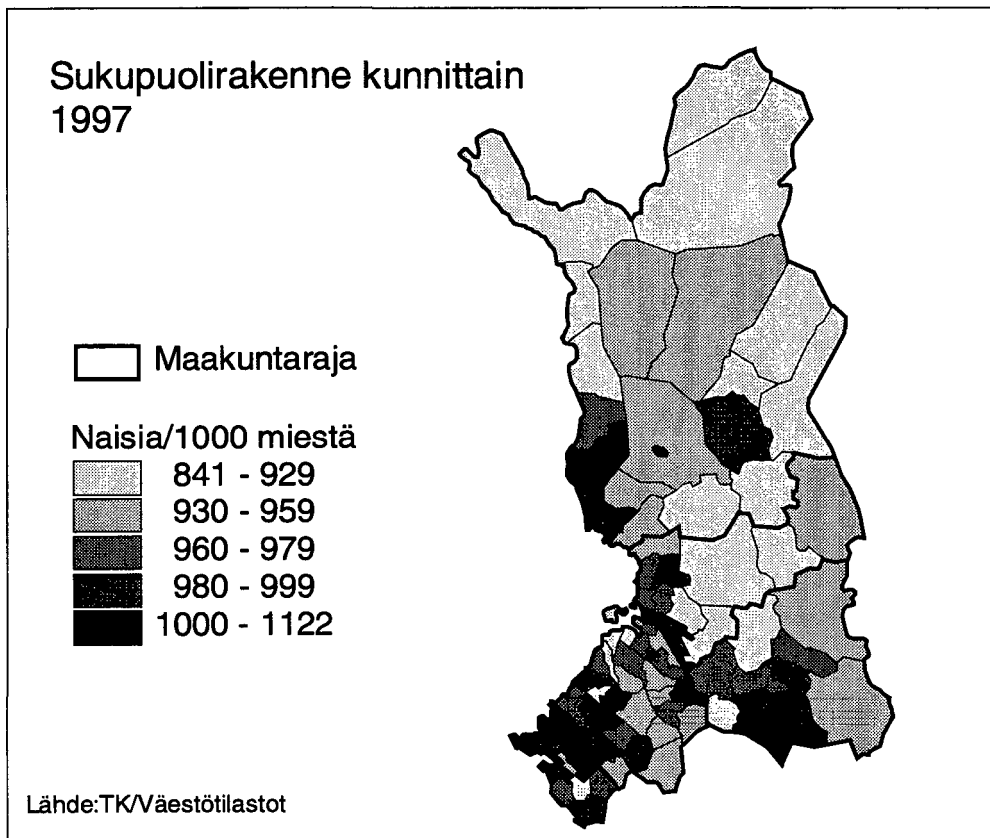 Sukupuolirakenne kunnittain
1997
Maakuntaraja
Naisia/1000 miestä
841 - 929
930 - 959
960 - 979
980 - 999
1000 - 1122
Lähde:TK/Väestötilastot